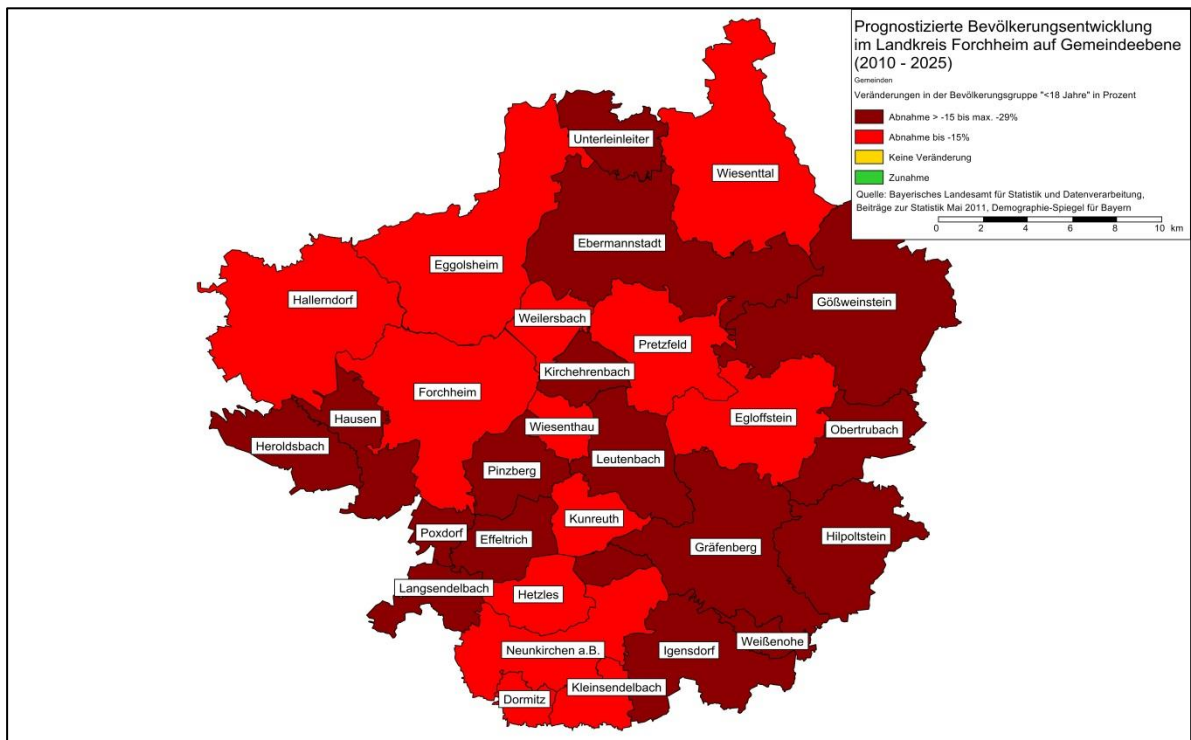 Prognostizierte Bevölkerungsentwicklung
im Landkreis Forchheim auf Gemeindeebene
(2010 - 2025)
Gemeinden
Veränderungen in der Bevölkerungsgruppe "<18 Jahre" in Prozent
Abnahme > -15 bis max. -29%
Abnahme bis -15%
Keine Veränderung
Zunahme
Quelle: Bayerisches Landesamt für Statistik und Datenverarbeitung,
Beiträge zur Statistik Mai 2011, Demographie-Spiegel für Bayern
0 2 4 6 8 10 km
Unterleinleiter
Wiesenttal
Ebermannstadt
Eggolsheim
Hallerndorf
Gößweinstein
Weilersbach
Pretzfeld
Kirchehrenbach
Forchheim
Egloffstein
Hausen
Wiesenthau
Obertrubach
Heroldsbach
Leutenbach
Pinzberg
Kunreuth
Poxdorf
Effeltrich
Hilpoltstein
Gräfenberg
Langsendelbach
Hetzles
Weißenohe
Neunkirchen a.B.
Igensdorf
Kleinsendelbach
Dormitz